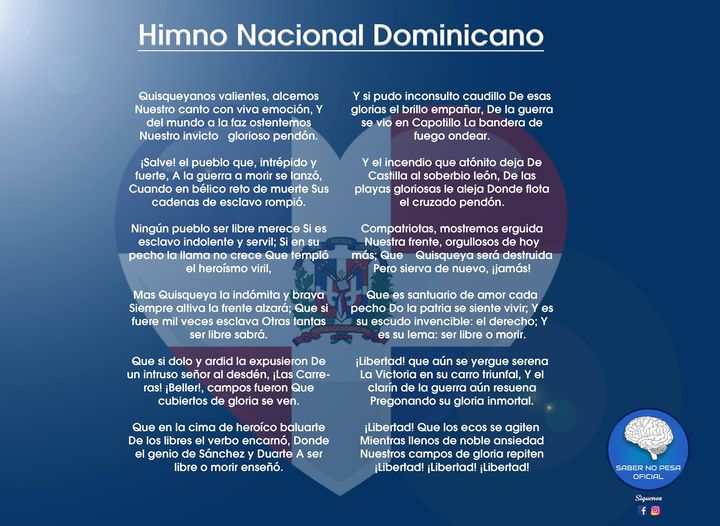 Himno Nacional Dominicano
Quisqueyanos valientes, alcemos
Nuestro canto con viva emoción, Y
del mundo a la faz ostentemos
Nuestro invicto glorioso pendón.
¡Salve! el pueblo que, intrépido y
fuerte, A la guerra a morir se lanzó,
Cuando en bélico reto de muerte Sus
cadenas de esclavo rompió.
Ningún pueblo ser libre merece Si es
esclavo indolente y servil; Si en su
pecho la llama no crece Que templó
el heroísmo viril,
Mas Quisqueya la indómita y brava
Siempre altiva la frente alzará; Que si
fuere mil veces esclava Otras tantas
ser libre sabrá.
Que si dolo y ardid la expusieron De
un intruso señor al desdén, ¡Las Carre-
ras! ¡Beller!, campos fueron Que
cubiertos de gloria se ven.
Que en la cima de heroíco baluarte
De los libres el verbo encarnó, Donde
el genio de Sánchez y Duarte A ser
libre o morir enseñó.
Y si pudo inconsulto caudillo De esas
glorias el brillo empañar, De la guerra
se vio en Capotillo La bandera de
fuego ondear.
Y el incendio que atónito deja De
Castilla al soberbio león, De las
playas gloriosas le aleja Donde flota
el cruzado pendón.
Compatriotas, mostremos erguida
Nuestra frente, orgullosos de hoy
más; Que Quisqueya será destruida
Pero sierva de nuevo, ¡jamás!
Que es santuario de amor cada
pecho Do la patria se siente vivir; Y es
su escudo invencible: el derecho; Y
es su lema: ser libre o morir.
¡Libertad! que aún se yergue serena
La Victoria en su carro triunfal, Y el
clarín de la guerra aún resuena
Pregonando su gloria inmortal.
¡Libertad! Que los ecos se agiten
Mientras llenos de noble ansiedad
Nuestros campos de gloria repiten
¡Libertad! ¡Libertad! ¡Libertad!
SABER NO PESA
OFICIAL
Síguenos